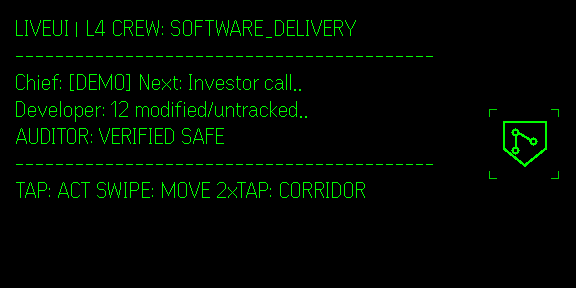 LIVEUI | L4 CREW: SOFTWARE_DELIVERY
------------------------------------------
Chief: [DEMO] Next: Investor call..
Developer: 12 modified/untracked..
AUDITOR: VERIFIED SAFE
------------------------------------------
TAP: ACT SWIPE: MOVE 2xTAP: CORRIDOR